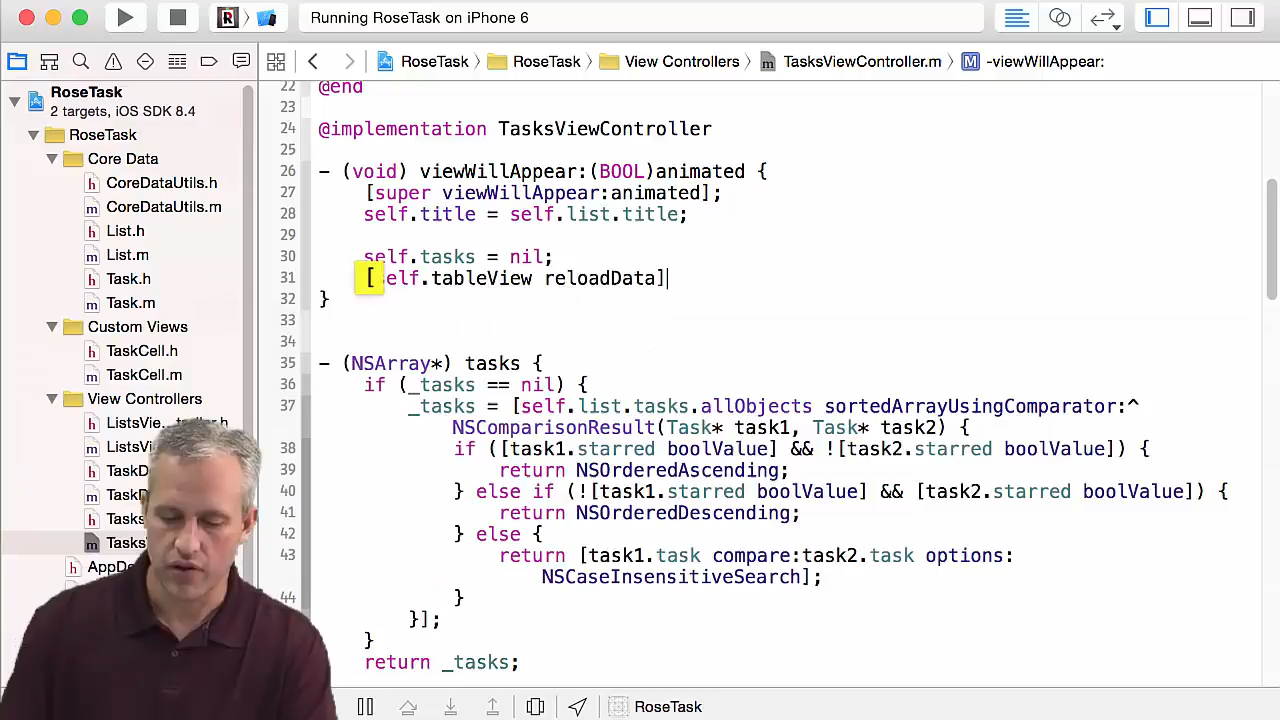 Running RoseTask on iPhone 6
RoseTask
RoseTask
View Controllers
TasksViewController.m
-viewWillAppear:
RoseTask
2 targets, iOS SDK 8.4
RoseTask
Core Data
CoreDataUtils.h
CoreDataUtils.m
List.h
List.m
Task.h
Task.m
Custom Views
TaskCell.h
TaskCell.m
View Controllers
22 @end
23
24 @implementation TasksViewController
25
26 - (void) viewWillAppear:(BOOL)animated {
27 [super viewWillAppear:animated];
28 self.title = self.list.title;
29
30 self.tasks = nil;
31 [self.tableView reloadData]
32 }
33
34
35 - (NSArray*) tasks {
36 if (_tasks == nil) {
37 _tasks = [self.list.tasks.allObjects sortedArrayUsingComparator:^
NSComparisonResult(Task* task1, Task* task2) {
38 if ([task1.starred boolValue] && ![task2.starred boolValue]) {
39 return NSOrderedAscending;
40 } else if (![task1.starred boolValue] && [task2.starred boolValue]) {
41 return NSOrderedDescending;
42 } else {
43 return [task1.task compare:task2.task options:
NSCaseInsensitiveSearch];
44 }
}];
}
return _tasks;
RoseTask